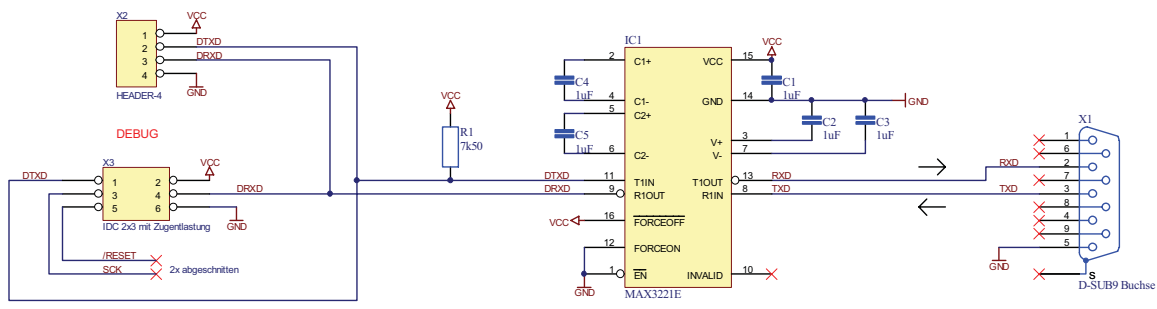 X2
VCC
1
2 DTXD
3 DRXD
4
GND
HEADER-4
DEBUG
X3
VCC
DTXD 1 2
3 4 DRXD
5 6
GND
IDC 2x3 mit Zugentlastung
/RESET
SCK
2x abgeschnitten
VCC
R1
7k50
IC1
VCC
2 C1+ VCC 15
C4
1uF
C1
1uF
4 C1- GND 14
GND
5 C2+
C5
1uF
C2
1uF
C3
1uF
V+ 3
6 C2- V- 7
DTXD 11 T1IN T1OUT 13 RXD
DRXD 9 R1OUT R1IN 8 TXD
VCC 16 FORCEOFF
12 FORCEON
1 EN INVALID 10
GND
MAX3221E
X1
1
6
RXD 2
7
TXD 3
8
4
9
5
GND
S
D-SUB9 Buchse